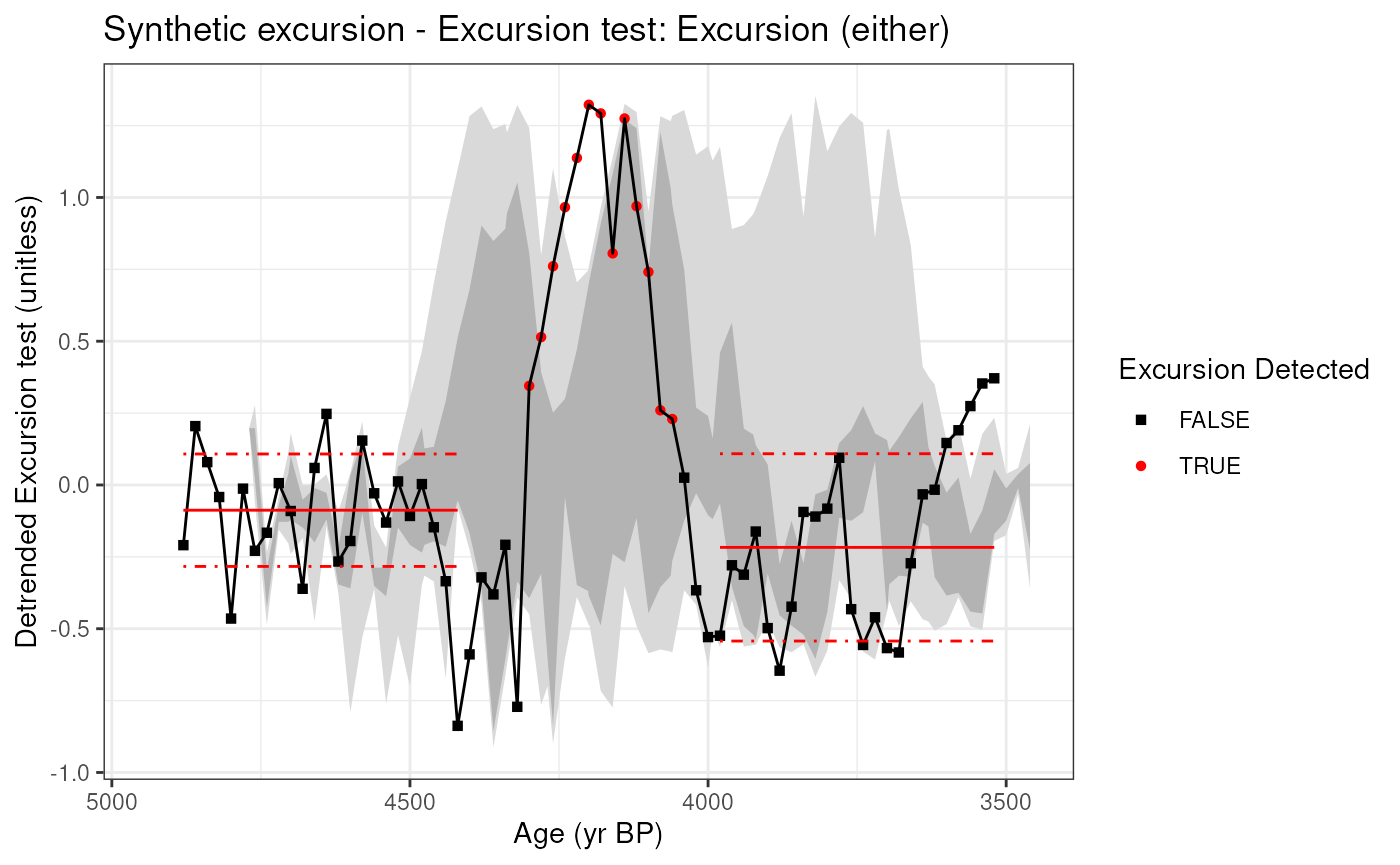 Synthetic excursion - Excursion test: Excursion (either)
Detrended Excursion test (unitless)
1.0
0.5
0.0
-0.5
-1.0
5000
4500
4000
3500
Age (yr BP)
Excursion Detected
FALSE
TRUE